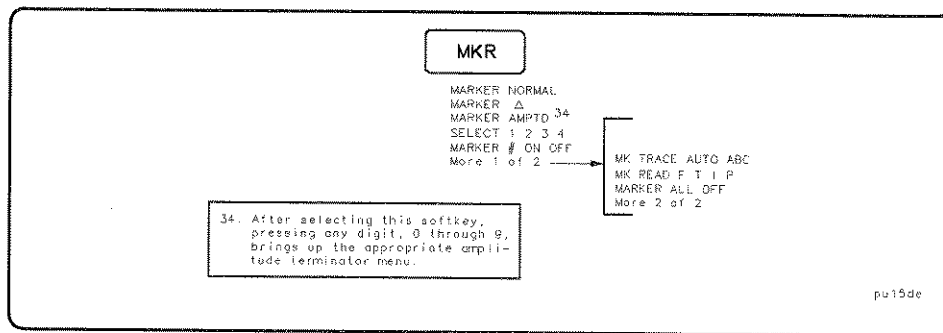 MKR
MARKER NORMAL
MARKER Δ
MARKER AMPTD 34
SELECT 1 2 3 4
MARKER # ON OFF
More 1 of 2
MK TRACE AUTO ABC
MK READ F T I P
MARKER ALL OFF
More 2 of 2
34. After selecting this softkey,
pressing any digit, 0 through 9,
brings up the appropriate ampli-
tude terminator menu.
pu15de